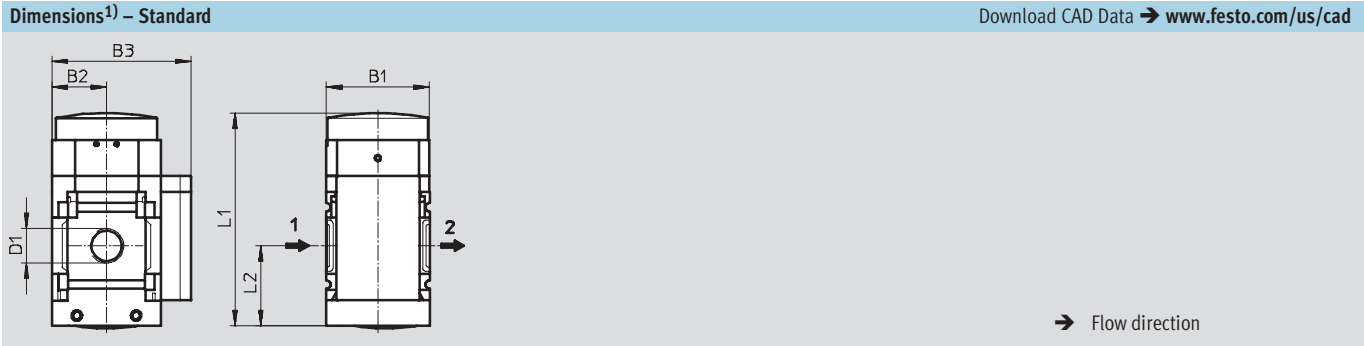 Dimensions1) – Standard
Download CAD Data ➔ www.festo.com/us/cad
B3
B2
B1
L1
1
2
D1
L2
➔ Flow direction